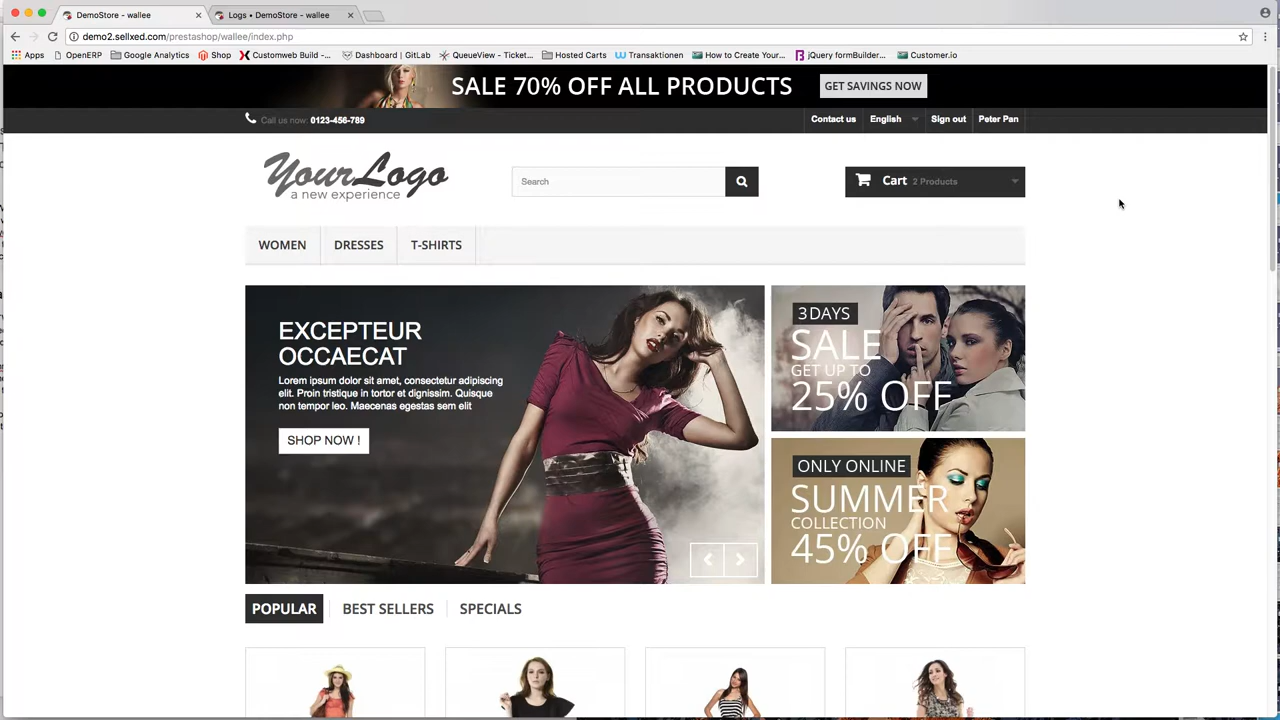 DemoStore - wallee
Logs • DemoStore - wallee
demo2.sellxed.com/prestashop/wallee/index.php
Apps OpenERP Google Analytics Shop Customweb Build -... Dashboard | GitLab QueueView - Ticket... Hosted Carts Transaktionen How to Create Your... jQuery formBuilder... Customer.io
SALE 70% OFF ALL PRODUCTS GET SAVINGS NOW
Call us now: 0123-456-789 Contact us English Sign out Peter Pan
YourLogo
a new experience
Search
Cart 2 Products
WOMEN DRESSES T-SHIRTS
EXCEPTEUR
OCCAECAT
Lorem ipsum dolor sit amet, consectetur adipiscing
elit. Proin tristique in tortor et dignissim. Quisque
non tempor leo. Maecenas egestas sem elit
SHOP NOW !
3 DAYS
SALE
GET UP TO
25% OFF
ONLY ONLINE
SUMMER
COLLECTION
45% OFF
POPULAR BEST SELLERS SPECIALS